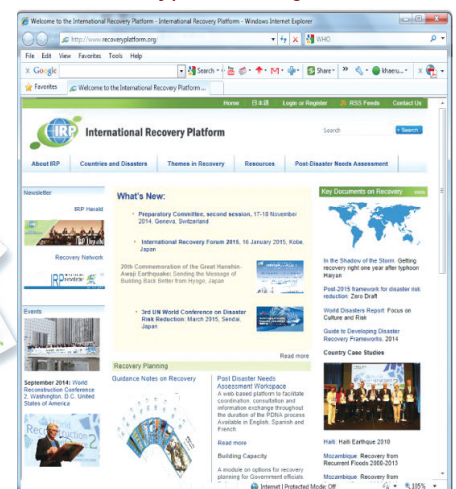 Welcome to the International Recovery Platform - International Recovery Platform - Windows Internet Explorer
http://www.recoveryplatform.org/
WHO
File Edit View Favorites Tools Help
x Google
Search
Share
khaeru...
Favorites
Welcome to the International Recovery Platform ...
Home 日本語 Login or Register RSS Feeds Contact Us
IRP International Recovery Platform
Search
Search
About IRP Countries and Disasters Themes in Recovery Resources Post-Disaster Needs Assessment
Newsletter
IRP Herald
Recovery Network
Events
September 2014: World
Reconstruction Conference
2. Washington, D.C. United
States of America
What's New:
Preparatory Committee, second session, 17-18 November
2014. Geneva, Switzerland
International Recovery Forum 2015, 16 January 2015, Kobe,
Japan
20th Commemoration of the Great Hanshin-
Awaji Earthquake: Sending the Message of
Building Back Better from Hyogo, Japan
3rd UN World Conference on Disaster
Risk Reduction: March 2015, Sendai,
Japan
Read more
Recovery Planning
Guidance Notes on Recovery
Post Disaster Needs
Assessment Workspace
A web-based platform to facilitate
coordination, consultation and
information exchange throughout
the duration of the PDNA process.
Available in English, Spanish and
French
Read more
Building Capacity
A module on options for recovery
planning for Government officials.
Key Documents on Recovery
In the Shadow of the Storm: Getting
recovery right one year after typhoon
Haiyan
Post-2015 framework for disaster risk
reduction: Zero Draft
World Disasters Report: Focus on
Culture and Risk
Guide to Developing Disaster
Recovery Frameworks. 2014
Country Case Studies
Haiti: Haiti Earthque 2010
Mozambique: Recovery from
Recurrent Floods 2000-2013
Mozambique: Recovery from
Internet | Protected Mode: Off
105%